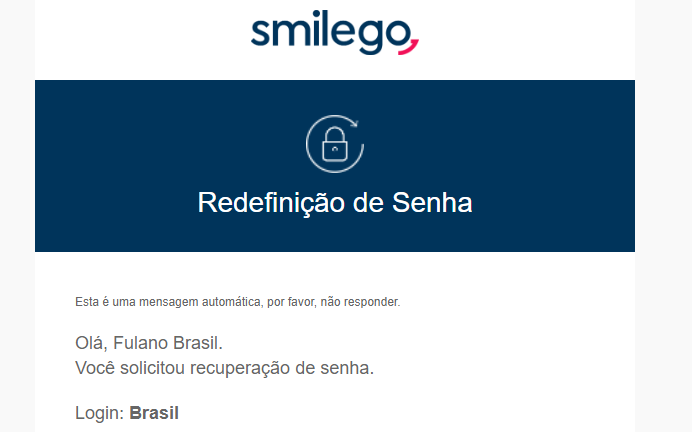 smilego
Redefinição de Senha
Esta é uma mensagem automática, por favor, não responder.
Olá, Fulano Brasil.
Você solicitou recuperação de senha.
Login: Brasil